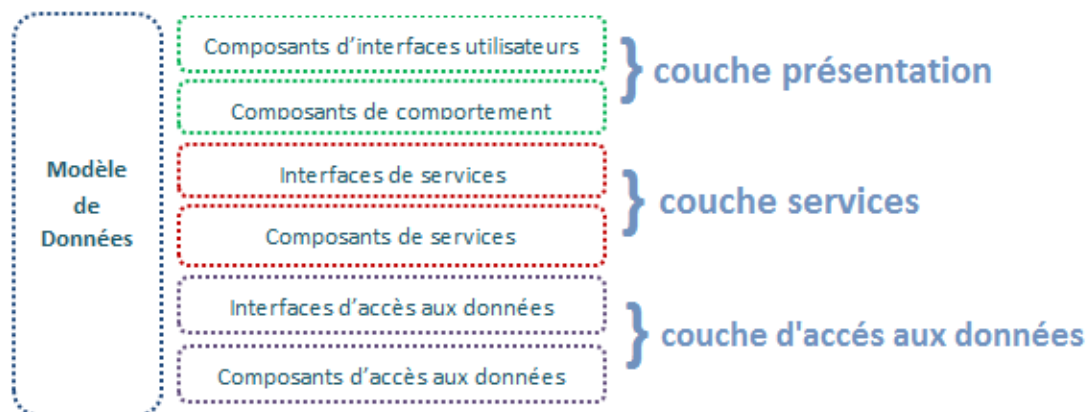 Composants d'interfaces utilisateurs
couche présentation
Composants de comportement
Modèle
de
Données
Interfaces de services
couche services
Composants de services
Interfaces d'accès aux données
couche d'accés aux données
Composants d'accès aux données